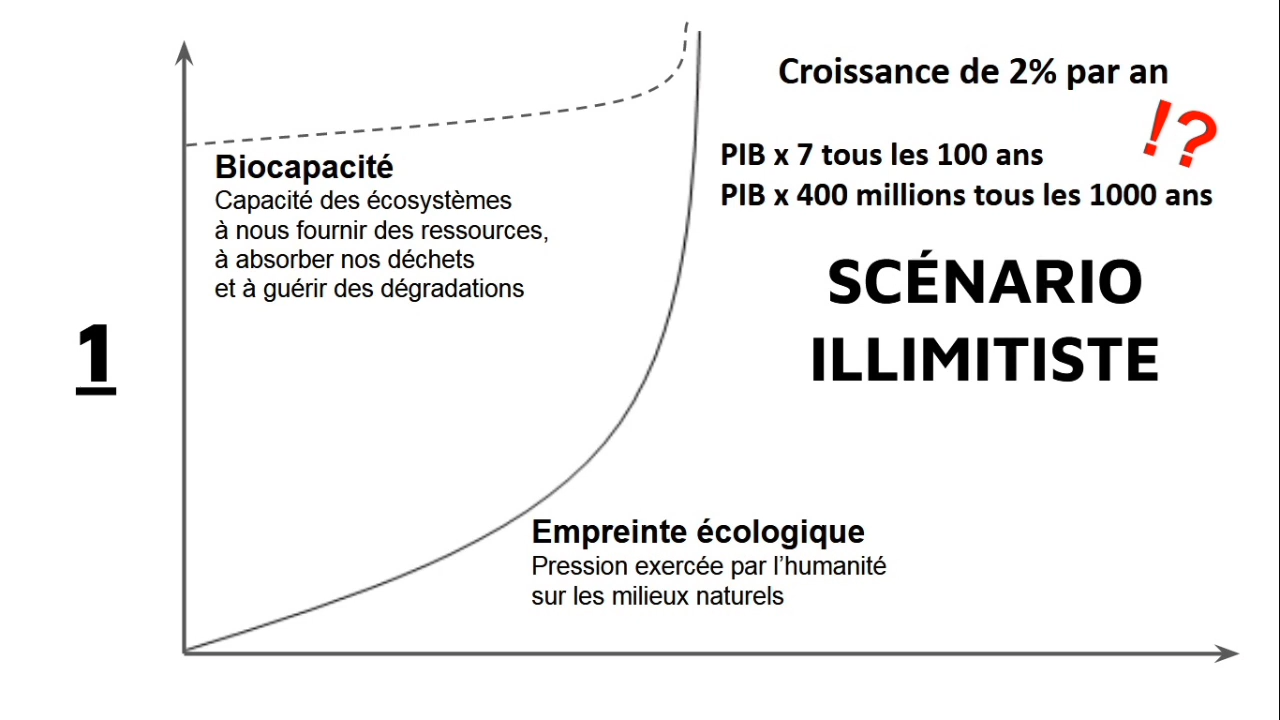 Croissance de 2% par an
!?
PIB x 7 tous les 100 ans
PIB x 400 millions tous les 1000 ans
Biocapacité
Capacité des écosystèmes
à nous fournir des ressources,
à absorber nos déchets
et à guérir des dégradations
SCÉNARIO
ILLIMITISTE
1
Empreinte écologique
Pression exercée par l’humanité
sur les milieux naturels